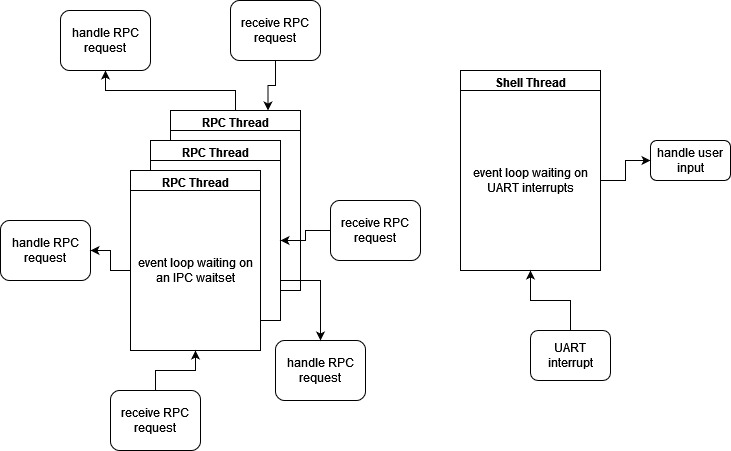 handle RPC
request
receive RPC
request
RPC Thread
RPC Thread
RPC Thread
event loop waiting on
an IPC waitset
handle RPC
request
receive RPC
request
handle RPC
request
receive RPC
request
Shell Thread
event loop waiting on
UART interrupts
handle user
input
UART
interrupt